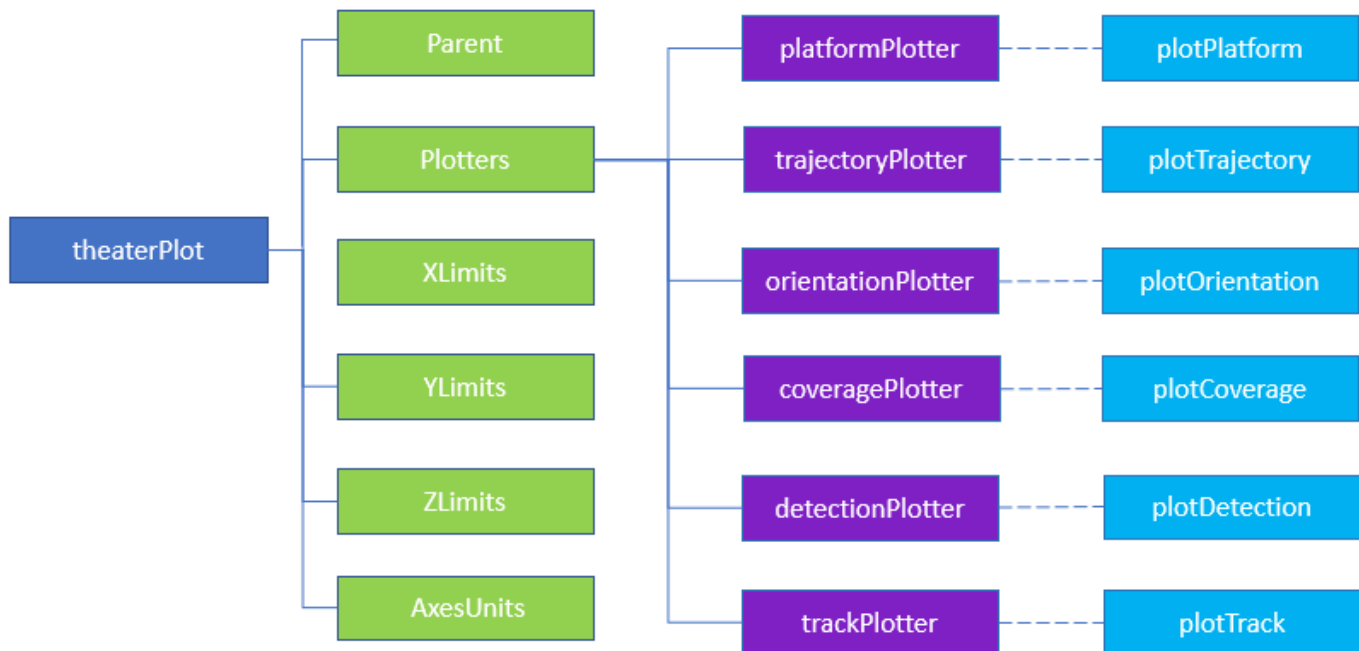 Parent
platformPlotter
plotPlatform
Plotters
trajectoryPlotter
plotTrajectory
theaterPlot
XLimits
orientationPlotter
plotOrientation
YLimits
coveragePlotter
plotCoverage
ZLimits
detectionPlotter
plotDetection
AxesUnits
trackPlotter
plotTrack